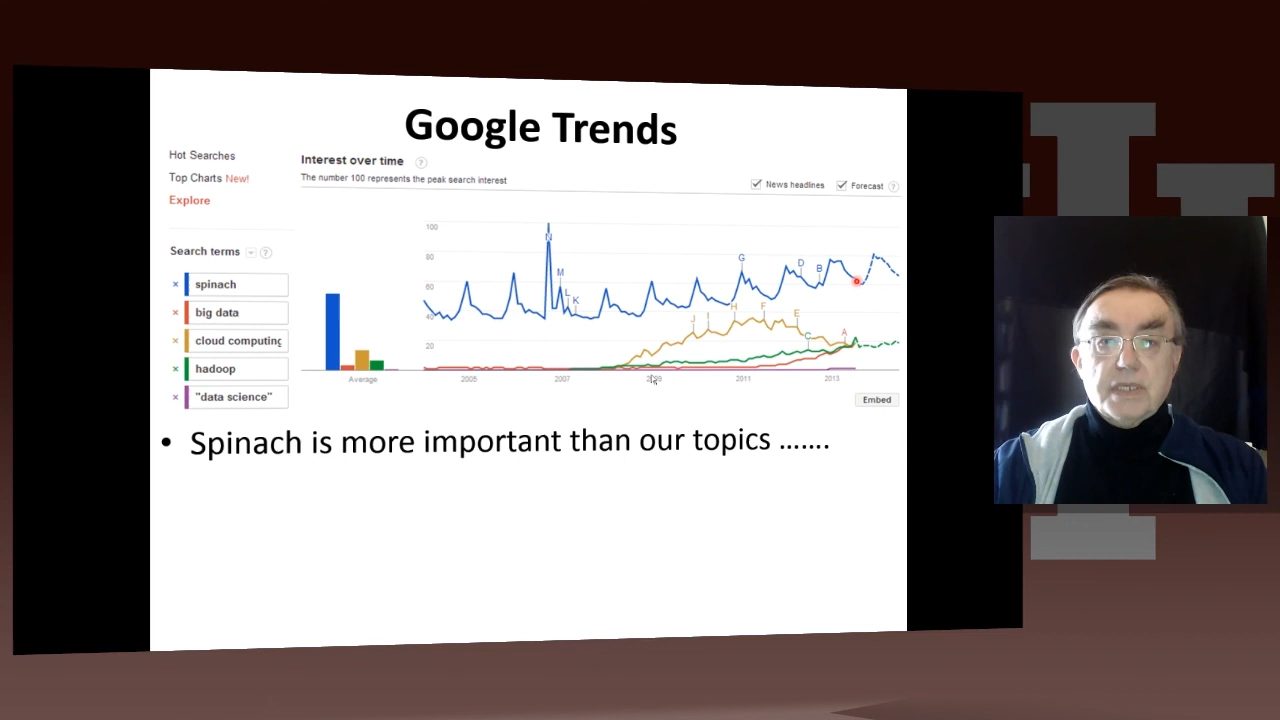 Google Trends
Hot Searches
Top Charts New!
Explore
Interest over time ?
The number 100 represents the peak search interest
News headlines Forecast ?
Search terms ?
× spinach
× big data
× cloud computing
× hadoop
× "data science"
100
80
60
40
20
N
M
L
K
J
I
H
G
F
E
D
C
B
A
Average
2005 2007 2009 2011 2013
Embed
• Spinach is more important than our topics …….